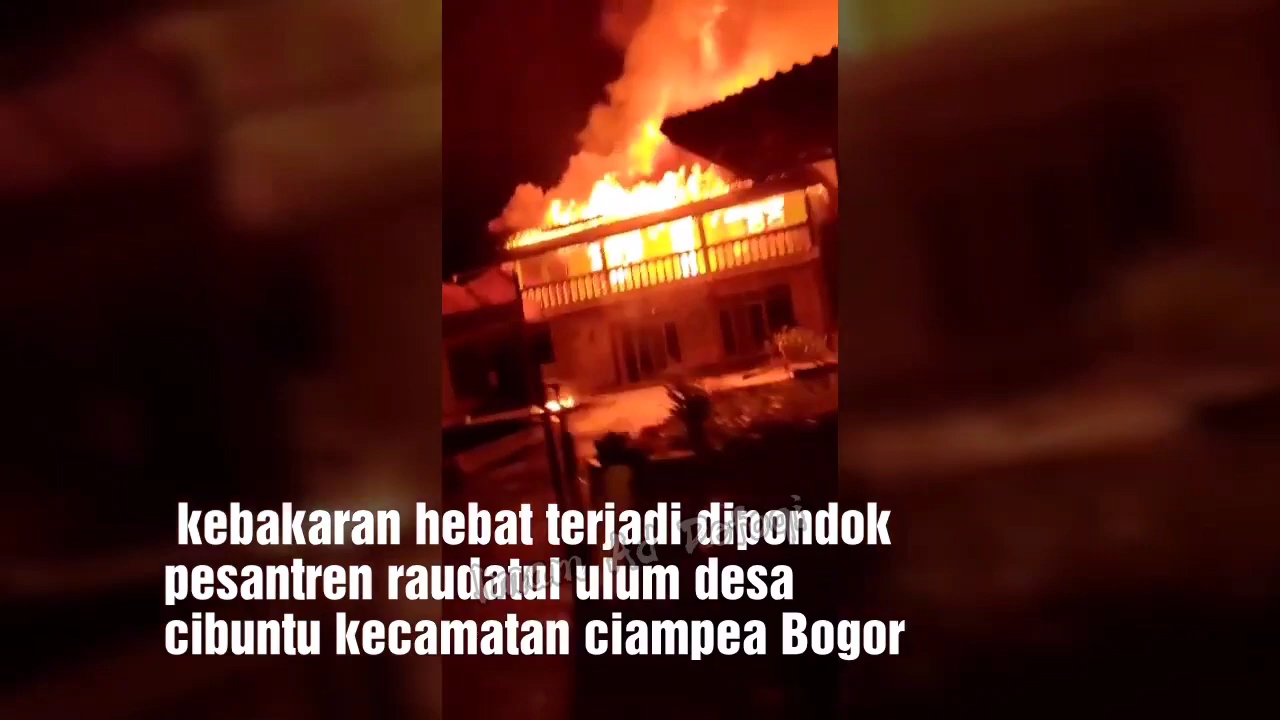 kebakaran hebat terjadi dipondok
pesantren raudatul ulum desa
cibuntu kecamatan ciampea Bogor